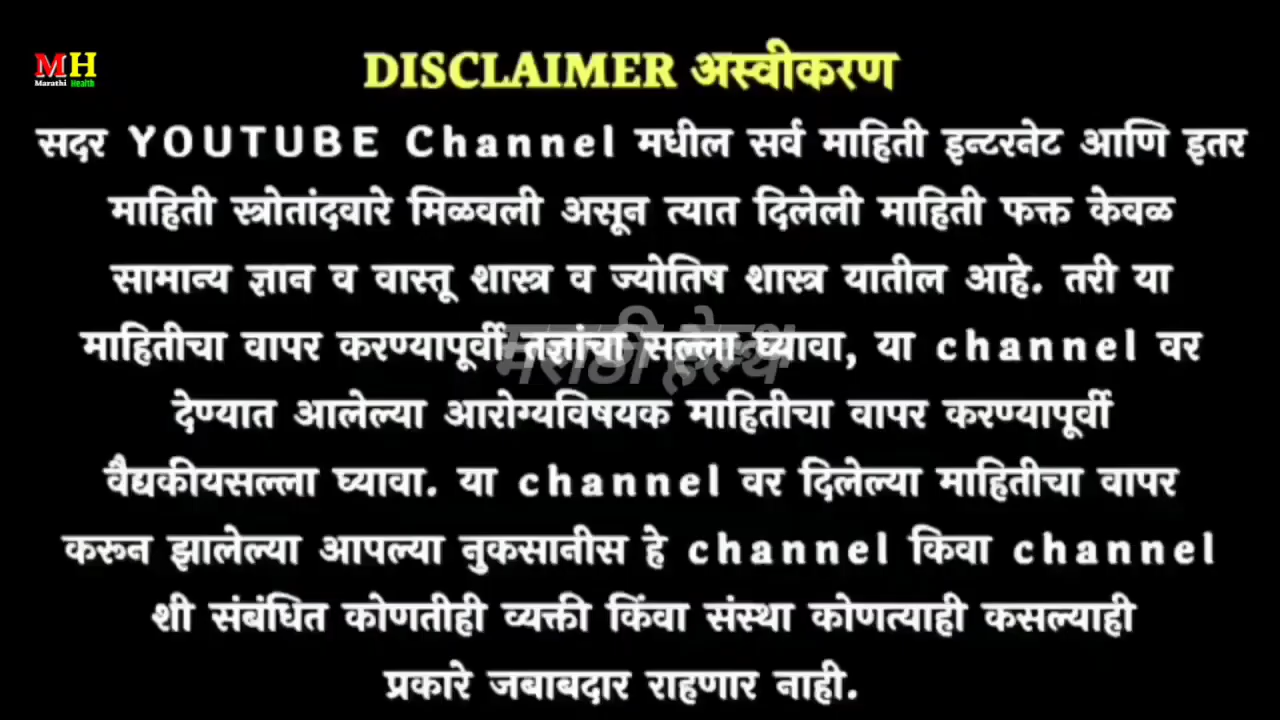 MH
Marathi Health
DISCLAIMER अस्वीकरण
सदर YOUTUBE Channel मधील सर्व माहिती इन्टरनेट आणि इतर
माहिती स्त्रोतांदवारे मिळवली असून त्यात दिलेली माहिती फक्त केवळ
सामान्य ज्ञान व वास्तू शास्त्र व ज्योतिष शास्त्र यातील आहे. तरी या
माहितीचा वापर करण्यापूर्वी तज्ञांचा सल्ला घ्यावा, या channel वर
मराठी हेल्थ
देण्यात आलेल्या आरोग्यविषयक माहितीचा वापर करण्यापूर्वी
वैद्यकीयसल्ला घ्यावा. या channel वर दिलेल्या माहितीचा वापर
करून झालेल्या आपल्या नुकसानीस हे channel किवा channel
शी संबंधित कोणतीही व्यक्ती किंवा संस्था कोणत्याही कसल्याही
प्रकारे जबाबदार राहणार नाही.